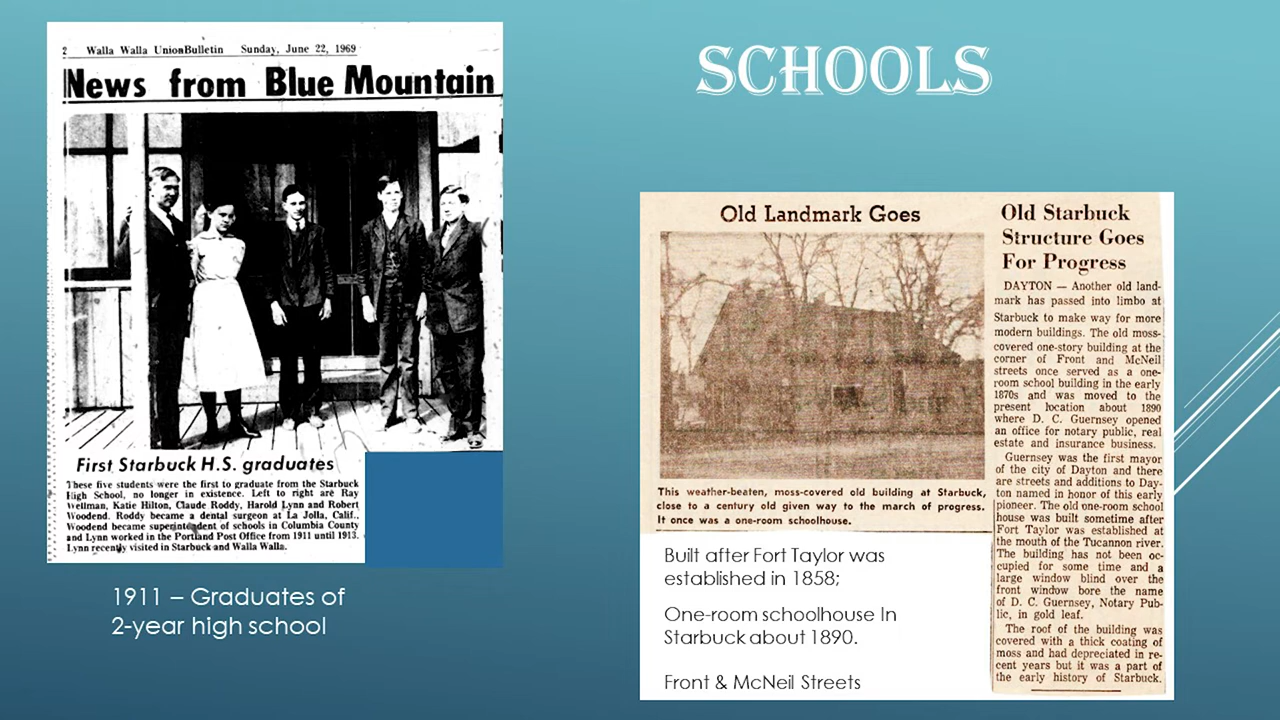 SCHOOLS
2 Walla Walla UnionBulletin Sunday, June 22, 1969
News from Blue Mountain
First Starbuck H.S. graduates
These five students were the first to graduate from the Starbuck
High School, no longer in existence. Left to right are Ray
Wellman, Katie Hilton, Claude Roddy, Harold Lynn and Robert
Woodend. Roddy became a dental surgeon at La Jolla, Calif.,
Woodend became superintendent of schools in Columbia County
and Lynn worked in the Portland Post Office from 1911 until 1913.
Lynn recently visited in Starbuck and Walla Walla.
1911 – Graduates of
2-year high school
Old Landmark Goes
This weather-beaten, moss-covered old building at Starbuck,
close to a century old given way to the march of progress.
It once was a one-room schoolhouse.
Built after Fort Taylor was
established in 1858;
One-room schoolhouse In
Starbuck about 1890.
Front & McNeil Streets
Old Starbuck
Structure Goes
For Progress
DAYTON — Another old land-
mark has passed into limbo at
Starbuck to make way for more
modern buildings. The old moss-
covered one-story building at the
corner of Front and McNeil
streets once served as a one-
room school building in the early
1870s and was moved to the
present location about 1890
where D. C. Guernsey opened
an office for notary public, real
estate and insurance business.
Guernsey was the first mayor
of the city of Dayton and there
are streets and additions to Day-
ton named in honor of this early
pioneer. The old one-room school
house was built sometime after
Fort Taylor was established at
the mouth of the Tucannon river.
The building has not been oc-
cupied for some time and a
large window blind over the
front window bore the name
of D. C. Guernsey, Notary Pub-
lic, in gold leaf.
The roof of the building was
covered with a thick coating of
moss and had depreciated in re-
cent years but it was a part of
the early history of Starbuck.